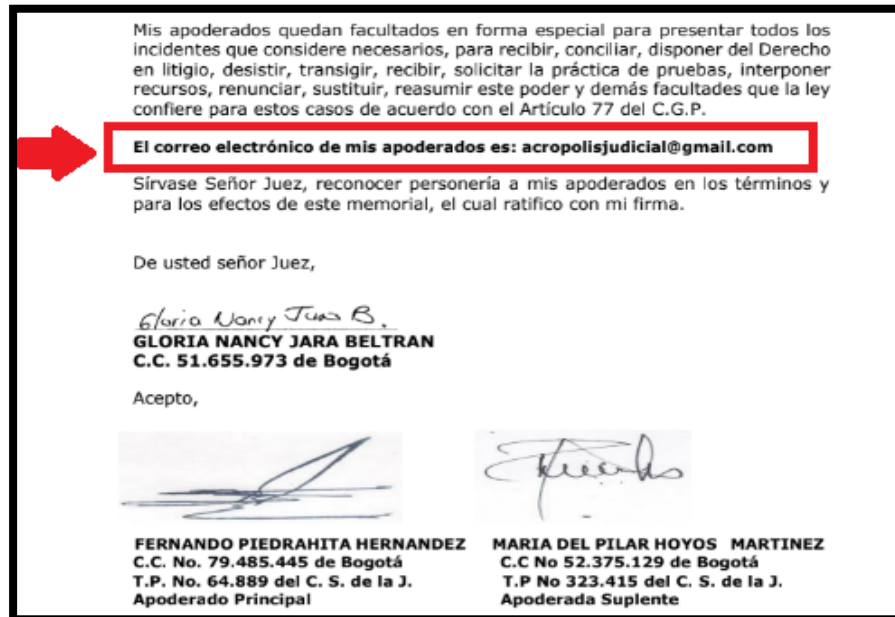 Mis apoderados quedan facultados en forma especial para presentar todos los
incidentes que considere necesarios, para recibir, conciliar, disponer del Derecho
en litigio, desistir, transigir, recibir, solicitar la práctica de pruebas, interponer
recursos, renunciar, sustituir, reasumir este poder y demás facultades que la ley
confiere para estos casos de acuerdo con el Artículo 77 del C.G.P.
El correo electrónico de mis apoderados es: acropolisjudicial@gmail.com
Sírvase Señor Juez, reconocer personería a mis apoderados en los términos y
para los efectos de este memorial, el cual ratifico con mi firma.
De usted señor Juez,
Gloria Nancy Jara B.
GLORIA NANCY JARA BELTRAN
C.C. 51.655.973 de Bogotá
Acepto,
FERNANDO PIEDRAHITA HERNANDEZ MARIA DEL PILAR HOYOS MARTINEZ
C.C. No. 79.485.445 de Bogotá C.C No 52.375.129 de Bogotá
T.P. No. 64.889 del C. S. de la J. T.P No 323.415 del C. S. de la J.
Apoderado Principal Apoderada Suplente